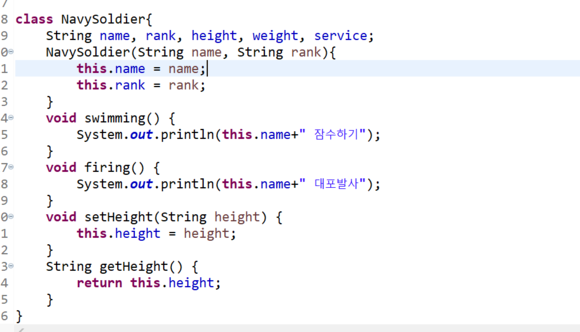 7
8 class NavySoldier{
9 String name, rank, height, weight, service;
0 NavySoldier(String name, String rank){
1 this.name = name;
2 this.rank = rank;
3 }
4 void swimming() {
5 System.out.println(this.name+" 잠수하기");
6 }
7 void firing() {
8 System.out.println(this.name+" 대포발사");
9 }
0 void setHeight(String height) {
1 this.height = height;
2 }
3 String getHeight() {
4 return this.height;
5 }
6 }